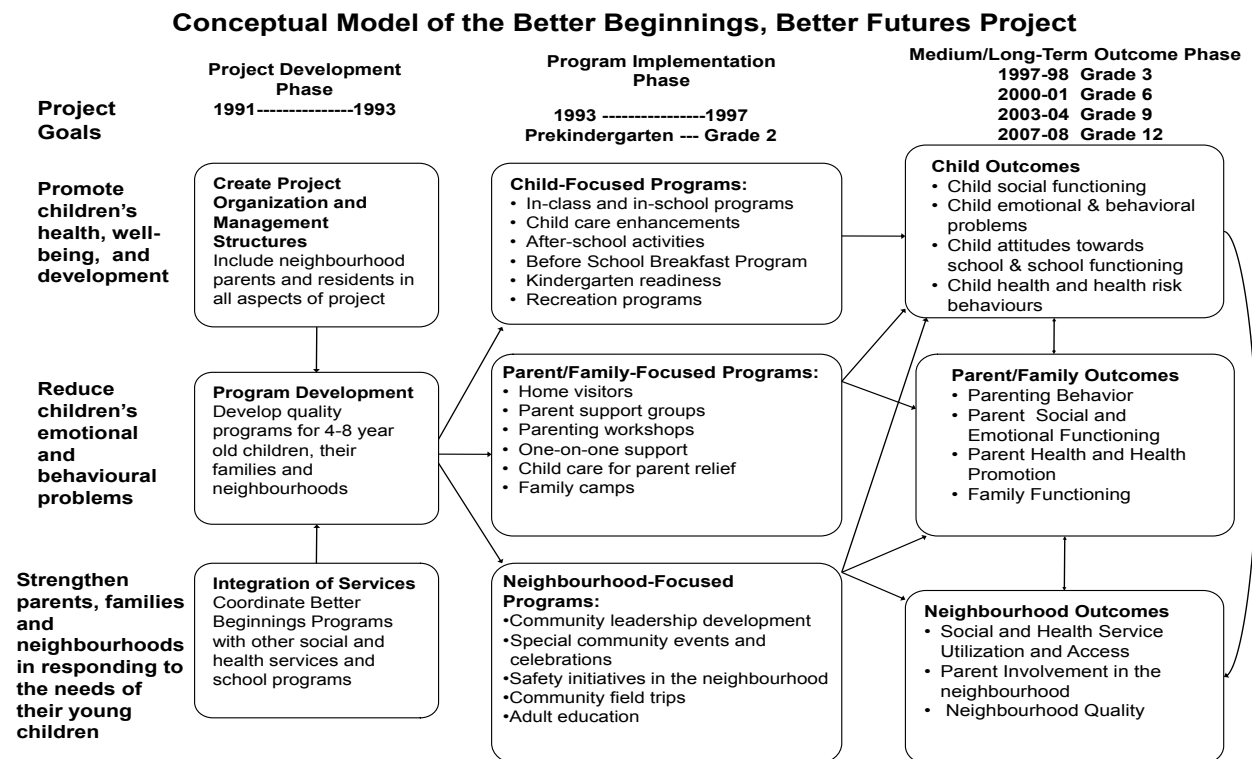 Conceptual Model of the Better Beginnings, Better Futures Project
Project Development
Phase
1991---------------1993
Program Implementation
Phase
1993 ----------------1997
Prekindergarten --- Grade 2
Medium/Long-Term Outcome Phase
1997-98 Grade 3
2000-01 Grade 6
2003-04 Grade 9
2007-08 Grade 12
Project
Goals
Promote
children's
health, well-
being, and
development
Create Project
Organization and
Management
Structures
Include neighbourhood
parents and residents in
all aspects of project
Child-Focused Programs:
• In-class and in-school programs
• Child care enhancements
• After-school activities
• Before School Breakfast Program
• Kindergarten readiness
• Recreation programs
Child Outcomes
• Child social functioning
• Child emotional & behavioral
problems
• Child attitudes towards
school & school functioning
• Child health and health risk
behaviours
Reduce
children's
emotional
and
behavioural
problems
Program Development
Develop quality
programs for 4-8 year
old children, their
families and
neighbourhoods
Parent/Family-Focused Programs:
• Home visitors
• Parent support groups
• Parenting workshops
• One-on-one support
• Child care for parent relief
• Family camps
Parent/Family Outcomes
• Parenting Behavior
• Parent Social and
Emotional Functioning
• Parent Health and Health
Promotion
• Family Functioning
Strengthen
parents, families
and
neighbourhoods
in responding to
the needs of
their young
children
Integration of Services
Coordinate Better
Beginnings Programs
with other social and
health services and
school programs
Neighbourhood-Focused
Programs:
•Community leadership development
•Special community events and
celebrations
•Safety initiatives in the neighbourhood
•Community field trips
•Adult education
Neighbourhood Outcomes
• Social and Health Service
Utilization and Access
• Parent Involvement in the
neighbourhood
• Neighbourhood Quality